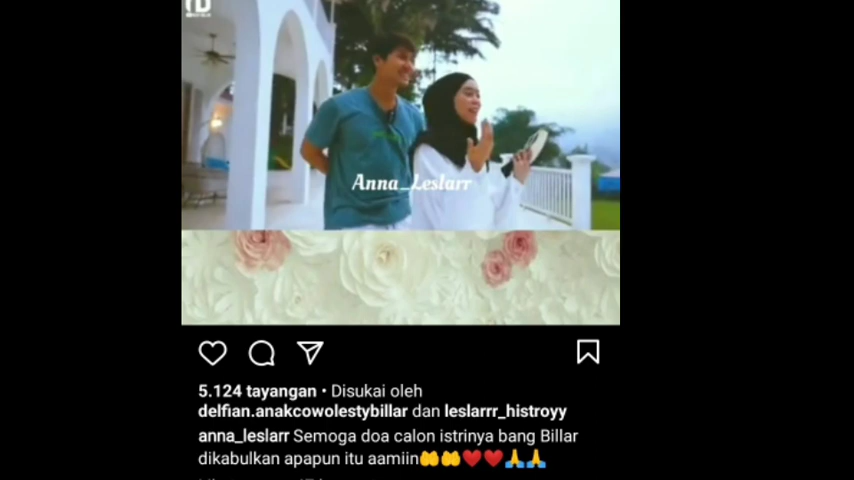 Anna_Leslarr
5.124 tayangan • Disukai oleh
delfian.anakcowolestybillar dan leslarrr_histroyy
anna_leslarr Semoga doa calon istrinya bang Billar
dikabulkan apapun itu aamiin🤲🤲❤️❤️🙏🙏